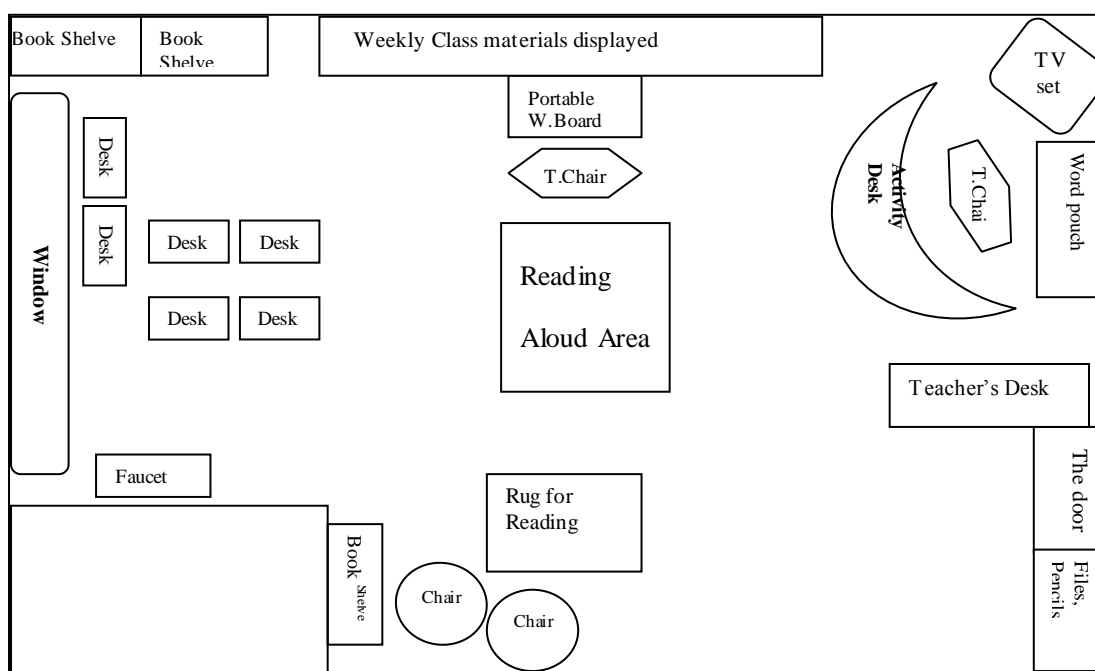 Book Shelve
Book
Shelve
Weekly Class materials displayed
TV
set
Portable
W.Board
T.Chair
Activity
Desk
T.Chai
Word pouch
Desk
Desk
Desk
Desk
Desk
Desk
Window
Reading
Aloud Area
Teacher's Desk
The door
Files,
Pencils
Faucet
Rug for
Reading
Book Shelve
Chair
Chair